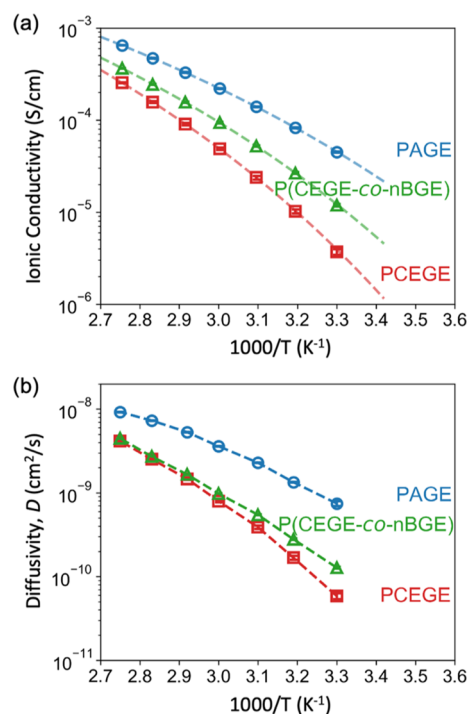 (a)
Ionic Conductivity (S/cm)
10⁻³
10⁻⁴
10⁻⁵
10⁻⁶
PAGE
P(CEGE-co-nBGE)
PCEGE
2.7 2.8 2.9 3.0 3.1 3.2 3.3 3.4 3.5 3.6
1000/T (K⁻¹)
(b)
Diffusivity, D (cm²/s)
10⁻⁸
10⁻⁹
10⁻¹⁰
10⁻¹¹
PAGE
P(CEGE-co-nBGE)
PCEGE
2.7 2.8 2.9 3.0 3.1 3.2 3.3 3.4 3.5 3.6
1000/T (K⁻¹)